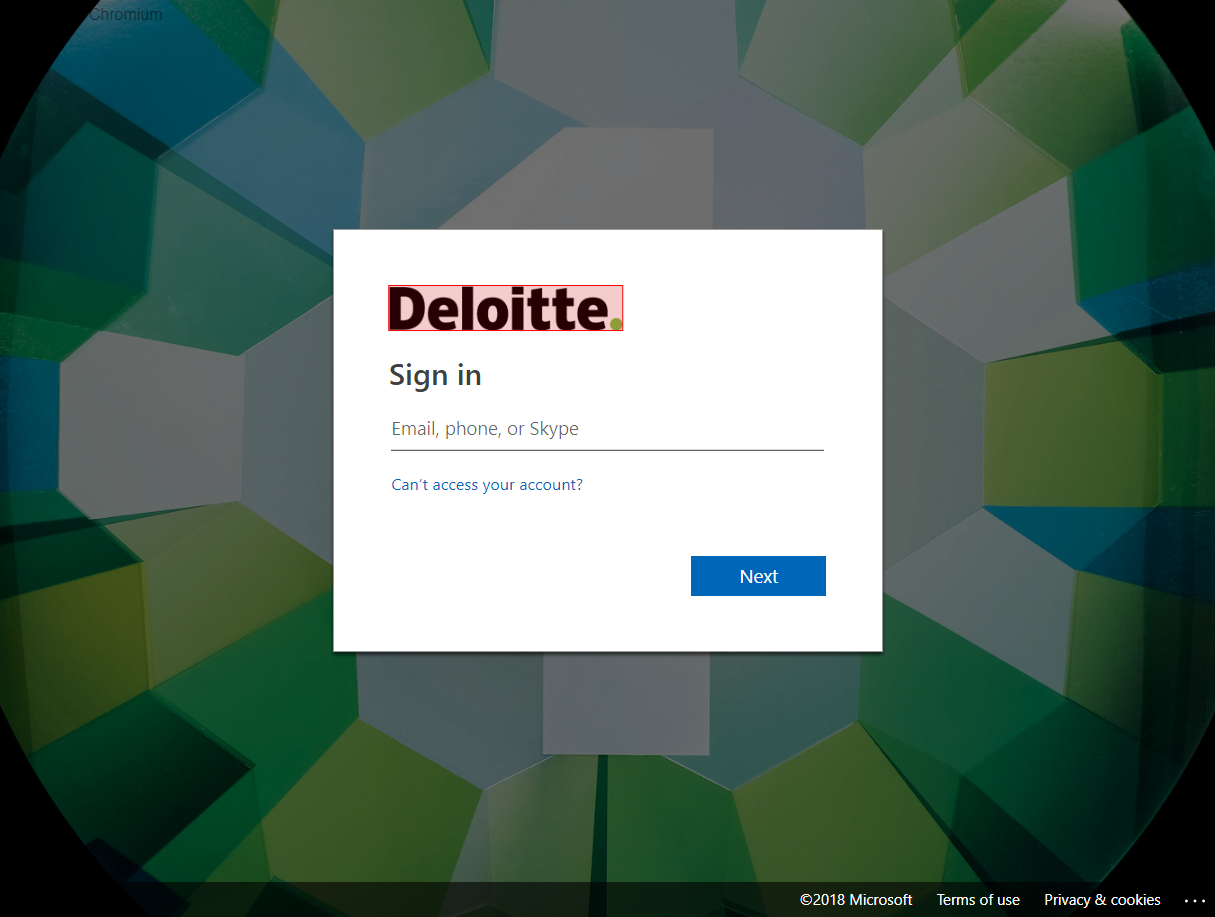 Chromium
Deloitte.
Sign in
Email, phone, or Skype
Can't access your account?
Next
©2018 Microsoft Terms of use Privacy & cookies ...